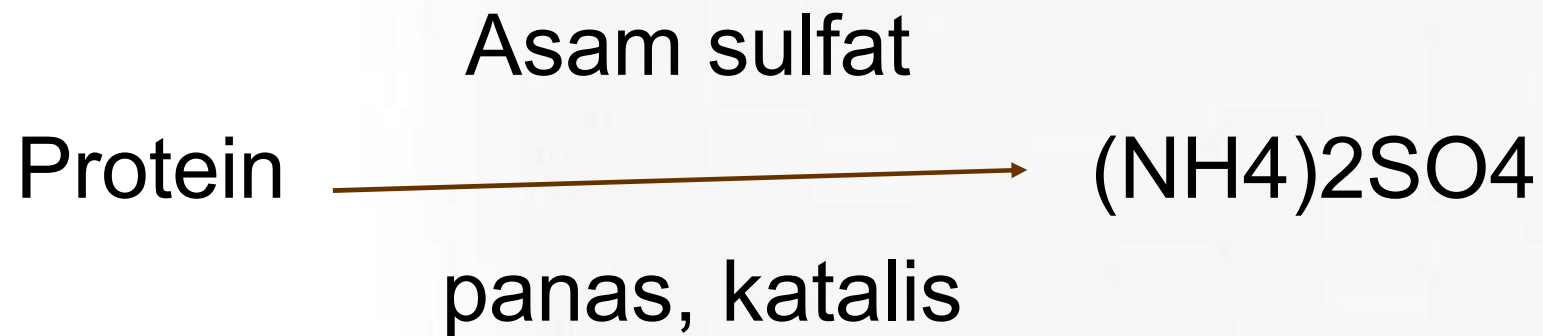 Asam sulfat
Protein (NH4)2SO4
panas, katalis